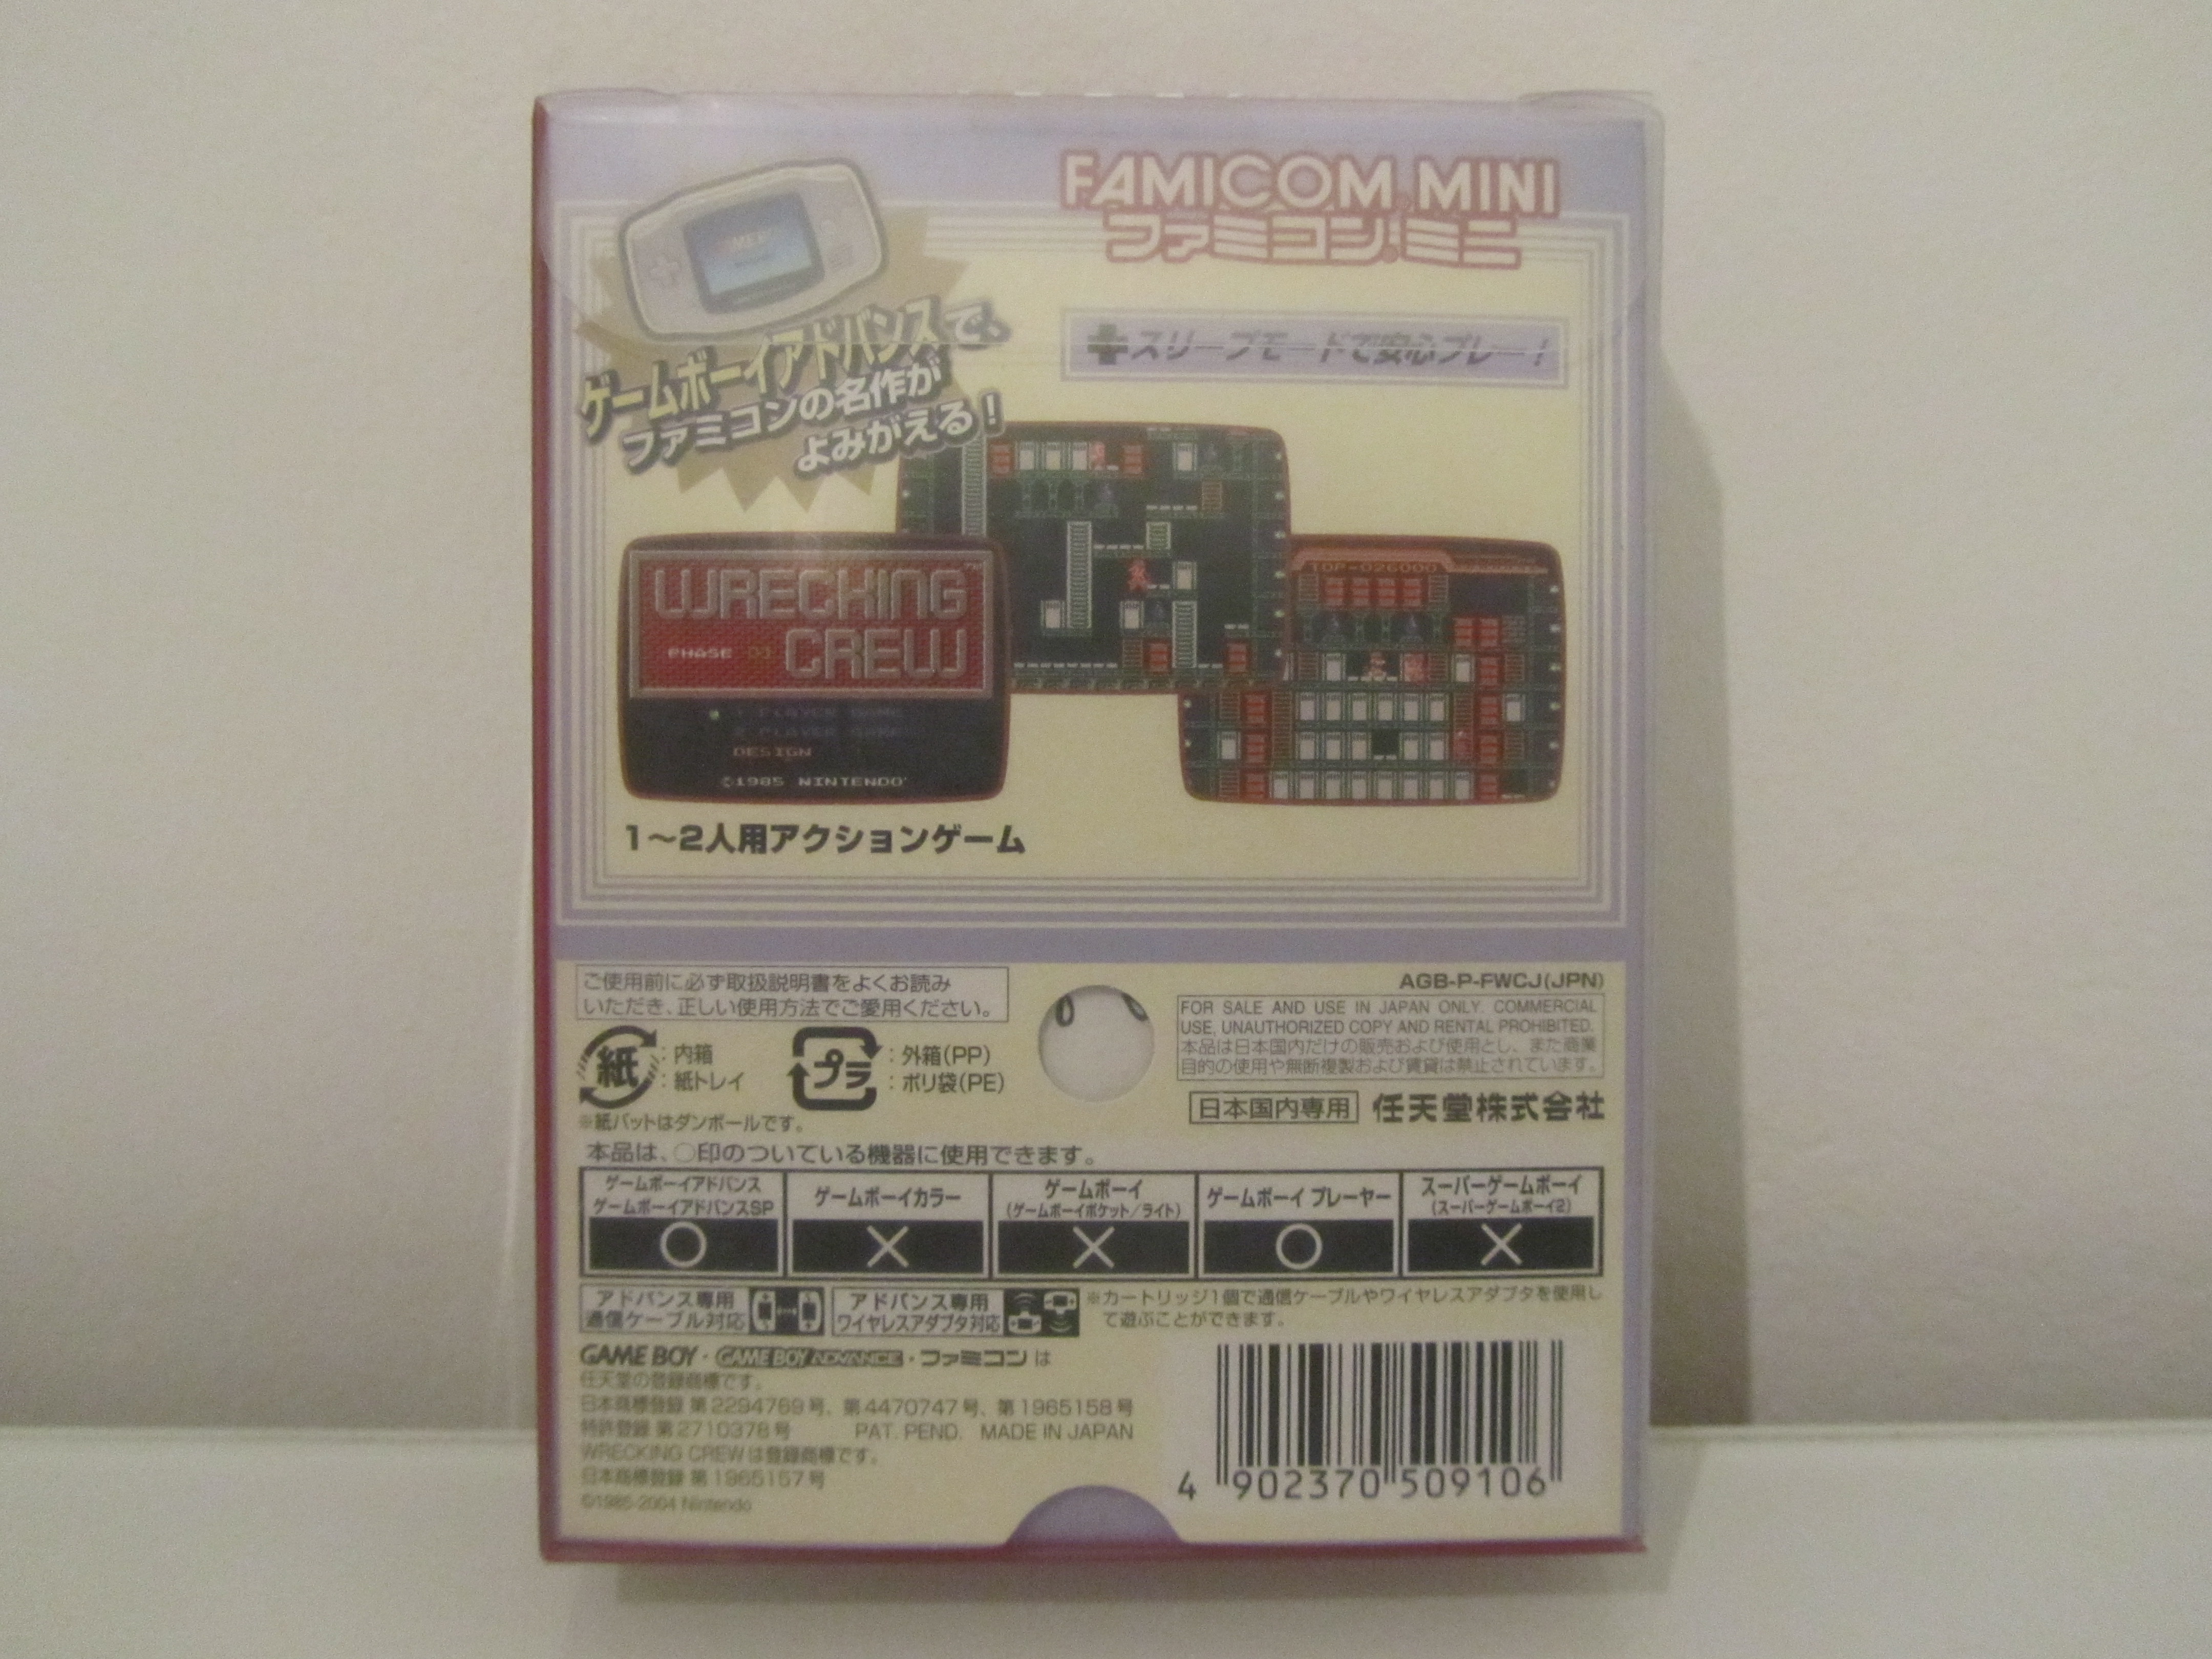 FAMICOM MINI
ファミコンミニ
ゲームボーイアドバンスで、
ファミコンの名作が
よみがえる!
スリープモードで安心プレー!
WRECKING
CREW
PHASE 01
TOP-026000
1 PLAYER GAME
2 PLAYER GAME
DESIGN
©1985 NINTENDO
1〜2人用アクションゲーム
ご使用前に必ず取扱説明書をよくお読み
いただき、正しい使用方法でご愛用ください。
紙 :内箱
:紙トレイ
プラ :外箱(PP)
:ポリ袋(PE)
※紙パットはダンボールです。
AGB-P-FWCJ(JPN)
FOR SALE AND USE IN JAPAN ONLY. COMMERCIAL
USE, UNAUTHORIZED COPY AND RENTAL PROHIBITED.
本品は日本国内だけの販売および使用とし、また商業
目的の使用や無断複製および賃貸は禁止されています。
日本国内専用 任天堂株式会社
本品は、○印のついている機器に使用できます。
ゲームボーイアドバンス
ゲームボーイアドバンスSP
○
ゲームボーイカラー
×
ゲームボーイ
(ゲームボーイポケット/ライト)
×
ゲームボーイ プレーヤー
○
スーパーゲームボーイ
(スーパーゲームボーイ2)
×
アドバンス専用
通信ケーブル対応
アドバンス専用
ワイヤレスアダプタ対応
※カートリッジ1個で通信ケーブルやワイヤレスアダプタを使用し
て遊ぶことができます。
GAME BOY・GAME BOY ADVANCE・ファミコン は
任天堂の登録商標です。
日本商標登録 第2294769号、第4470747号、第1965158号
特許登録 第2710378号 PAT. PEND. MADE IN JAPAN
WRECKING CREWは登録商標です。
日本商標登録 第1965157号
©1985-2004 Nintendo
4 902370 509106